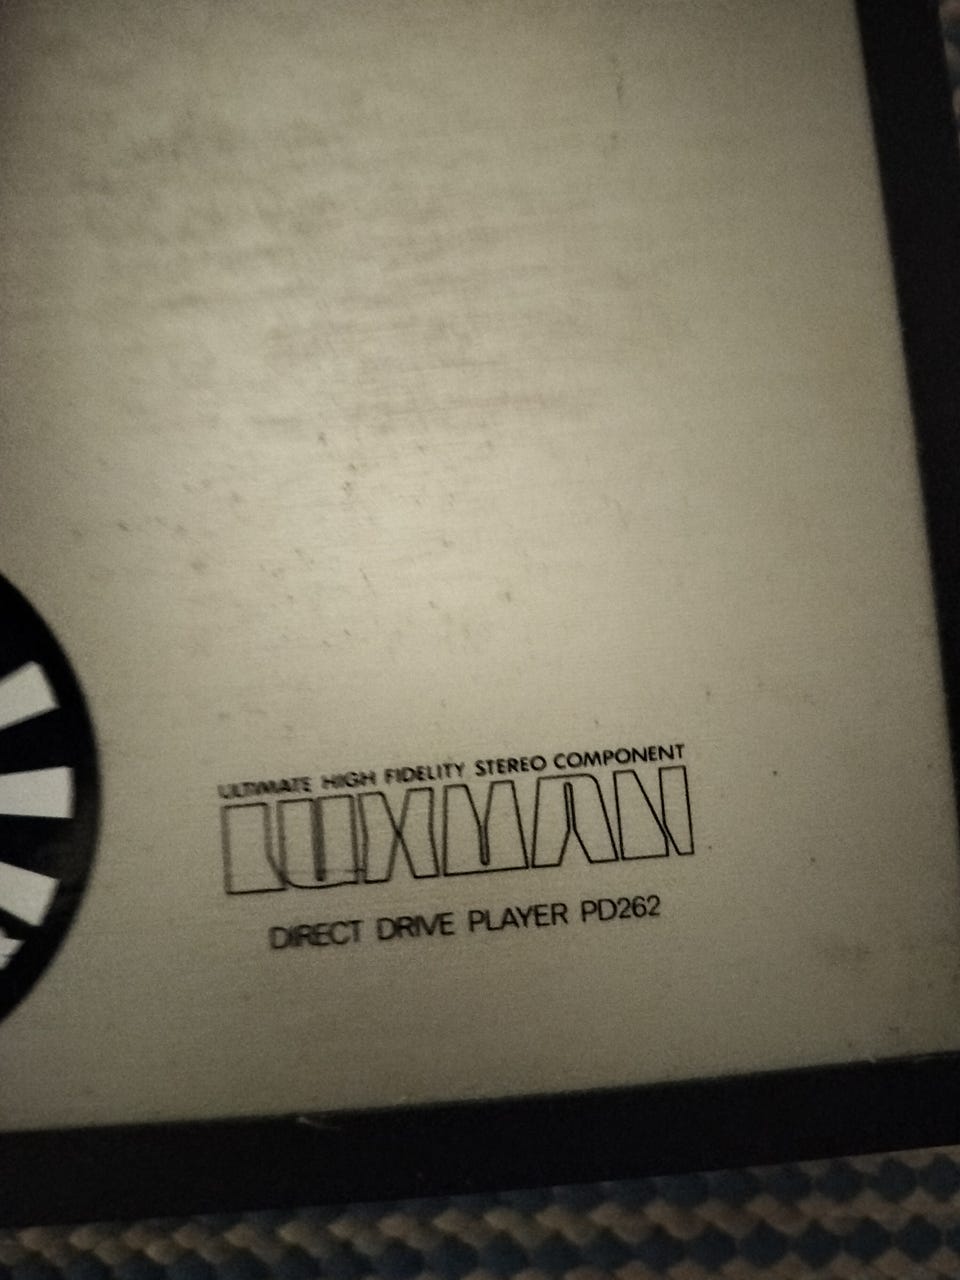 ULTIMATE HIGH FIDELITY STEREO COMPONENT
LUXMAN
DIRECT DRIVE PLAYER PD262